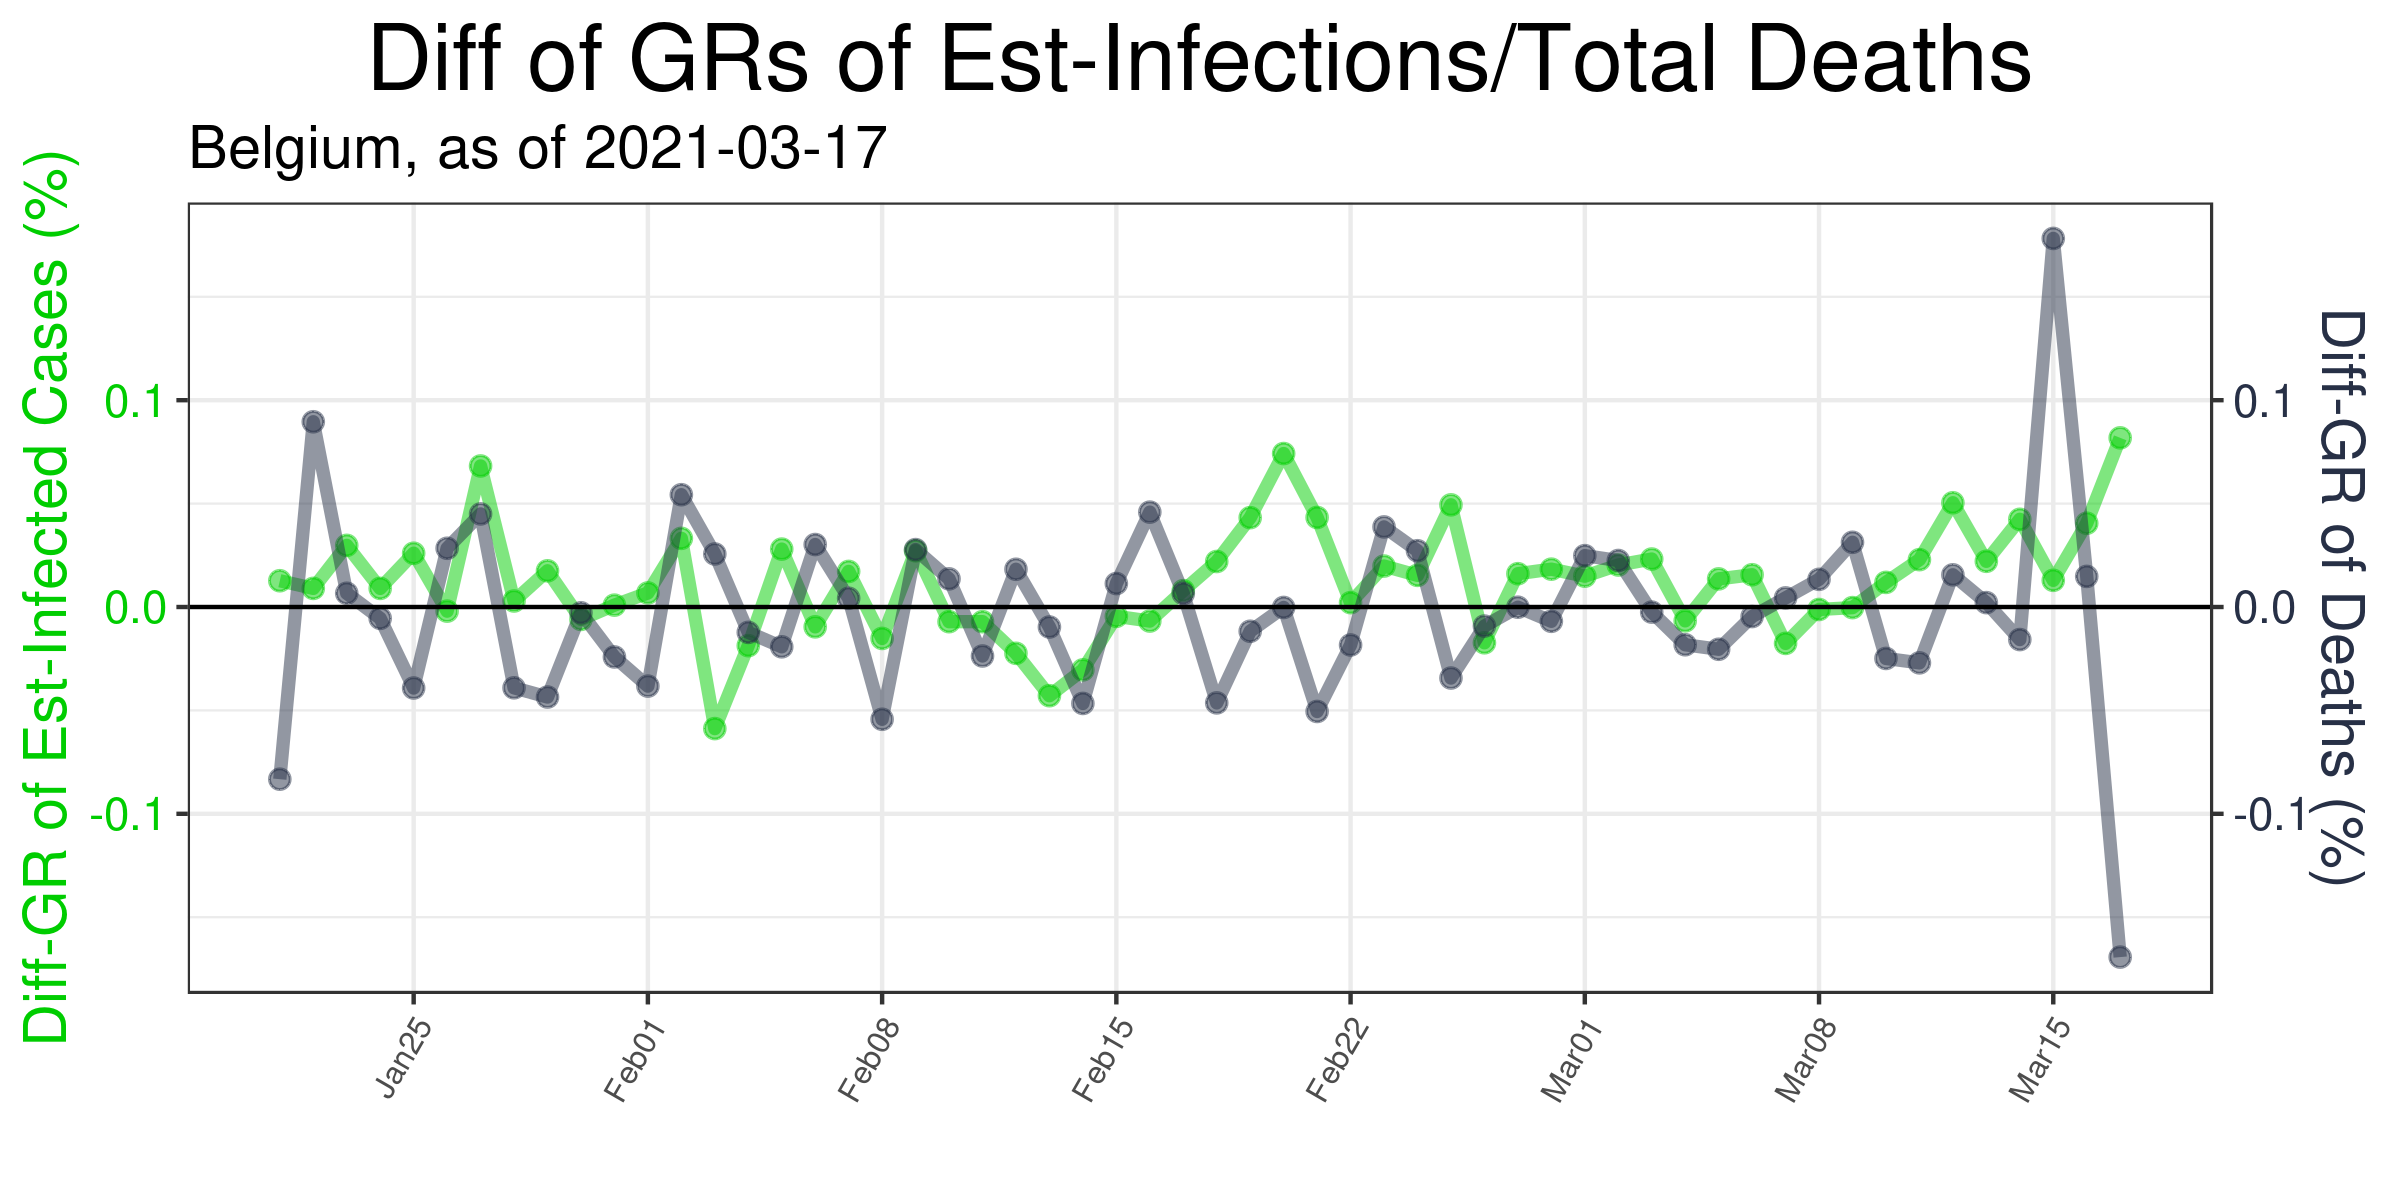 Diff of GRs of Est-Infections/Total Deaths
Belgium, as of 2021-03-17
Diff-GR of Est-Infected Cases (%)
0.1
0.0
-0.1
0.1
0.0
-0.1
Diff-GR of Deaths (%)
Jan25
Feb01
Feb08
Feb15
Feb22
Mar01
Mar08
Mar15